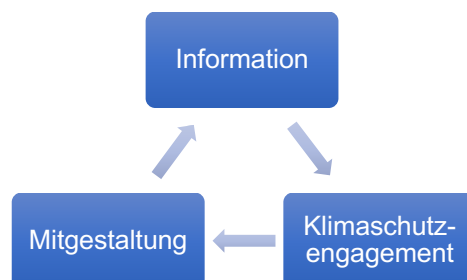 Information
Mitgestaltung
Klimaschutz-
engagement